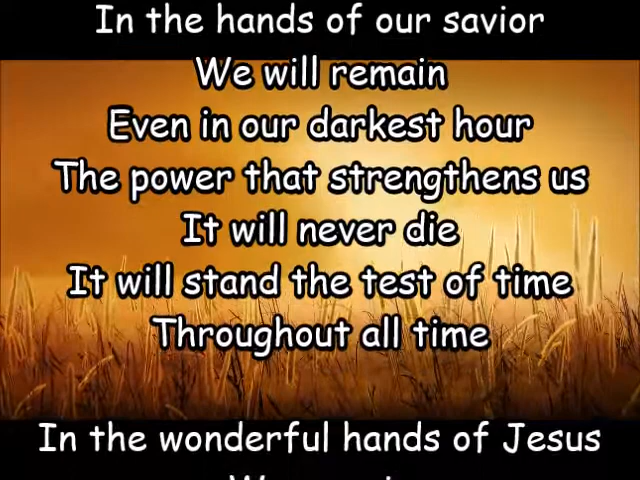 In the hands of our savior
We will remain
Even in our darkest hour
The power that strengthens us
It will never die
It will stand the test of time
Throughout all time
In the wonderful hands of Jesus